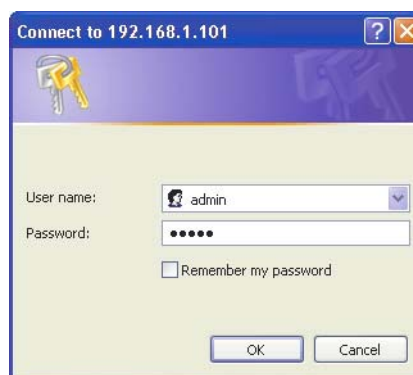 Connect to 192.168.1.101
User name:
admin
Password:
•••••
Remember my password
OK
Cancel